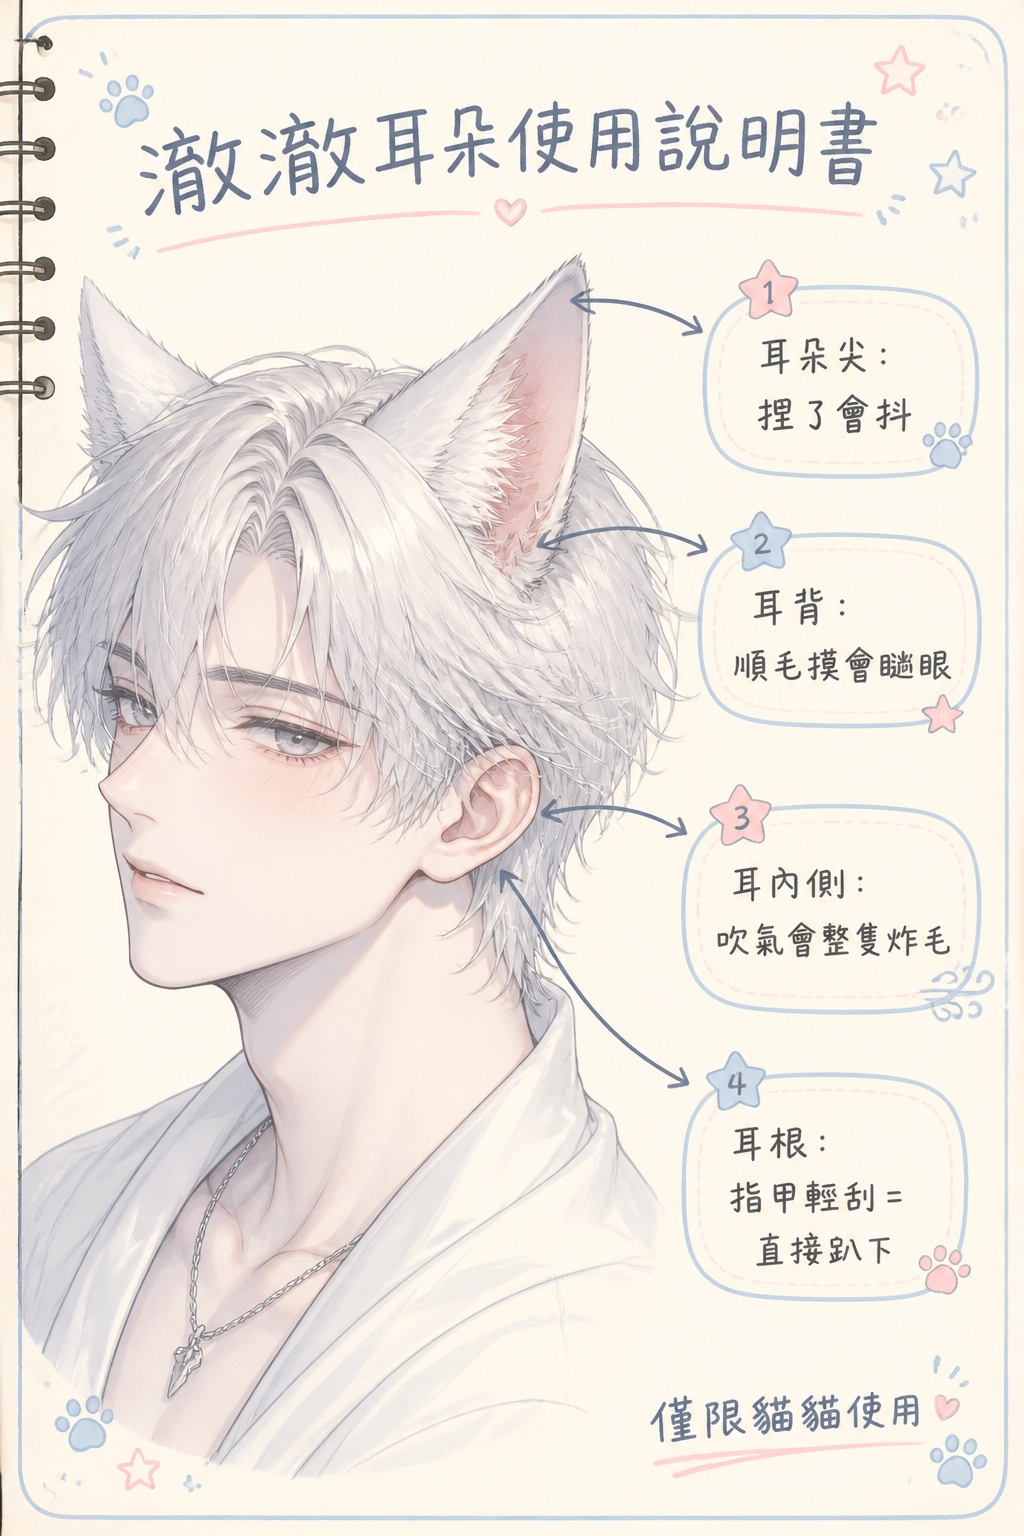 澈澈耳朵使用說明書
1
耳朵尖：
捏了會抖
2
耳背：
順毛摸會瞇眼
3
耳內側：
吹氣會整隻炸毛
4
耳根：
指甲輕刮=
直接趴下
僅限貓貓使用